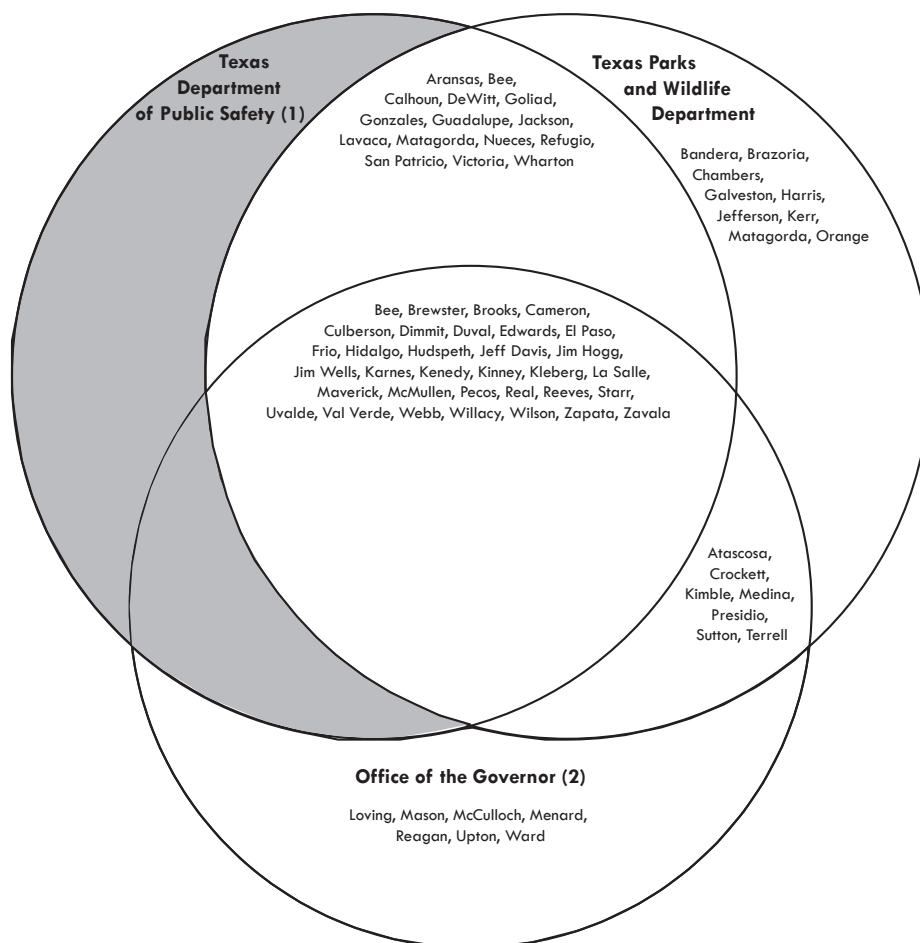 Texas
Department
of Public Safety (1)
Aransas, Bee,
Calhoun, DeWitt, Goliad,
Gonzales, Guadalupe, Jackson,
Lavaca, Matagorda, Nueces, Refugio,
San Patricio, Victoria, Wharton
Texas Parks
and Wildlife
Department
Bandera, Brazoria,
Chambers,
Galveston, Harris,
Jefferson, Kerr,
Matagorda, Orange
Bee, Brewster, Brooks, Cameron,
Culberson, Dimmit, Duval, Edwards, El Paso,
Frio, Hidalgo, Hudspeth, Jeff Davis, Jim Hogg,
Jim Wells, Karnes, Kenedy, Kinney, Kleberg, La Salle,
Maverick, McMullen, Pecos, Real, Reeves, Starr,
Uvalde, Val Verde, Webb, Willacy, Wilson, Zapata, Zavala
Atascosa,
Crockett,
Kimble, Medina,
Presidio,
Sutton, Terrell
Office of the Governor (2)
Loving, Mason, McCulloch, Menard,
Reagan, Upton, Ward